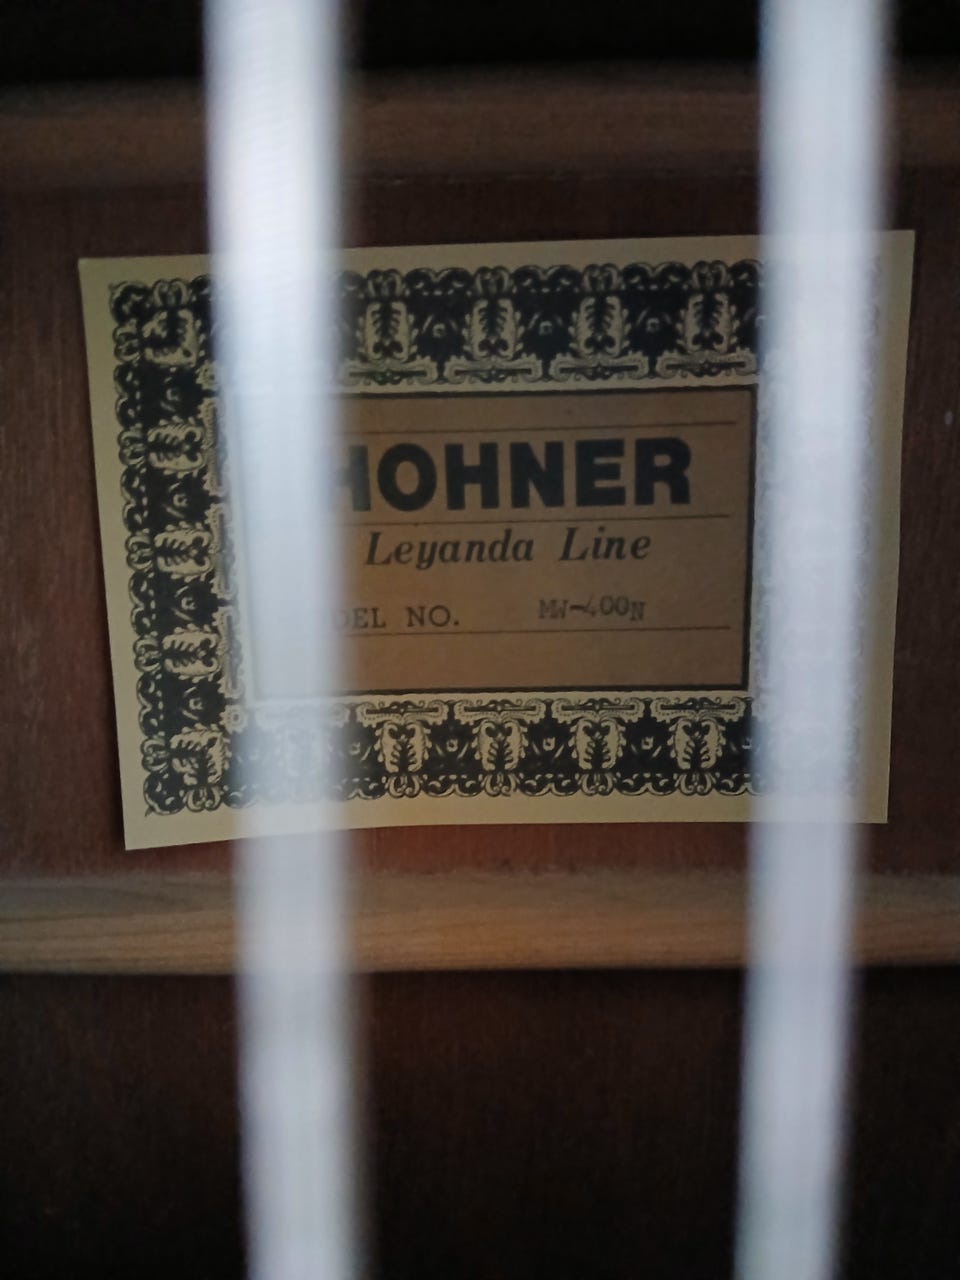 HOHNER
Leyanda Line
DEL NO. MW-400N